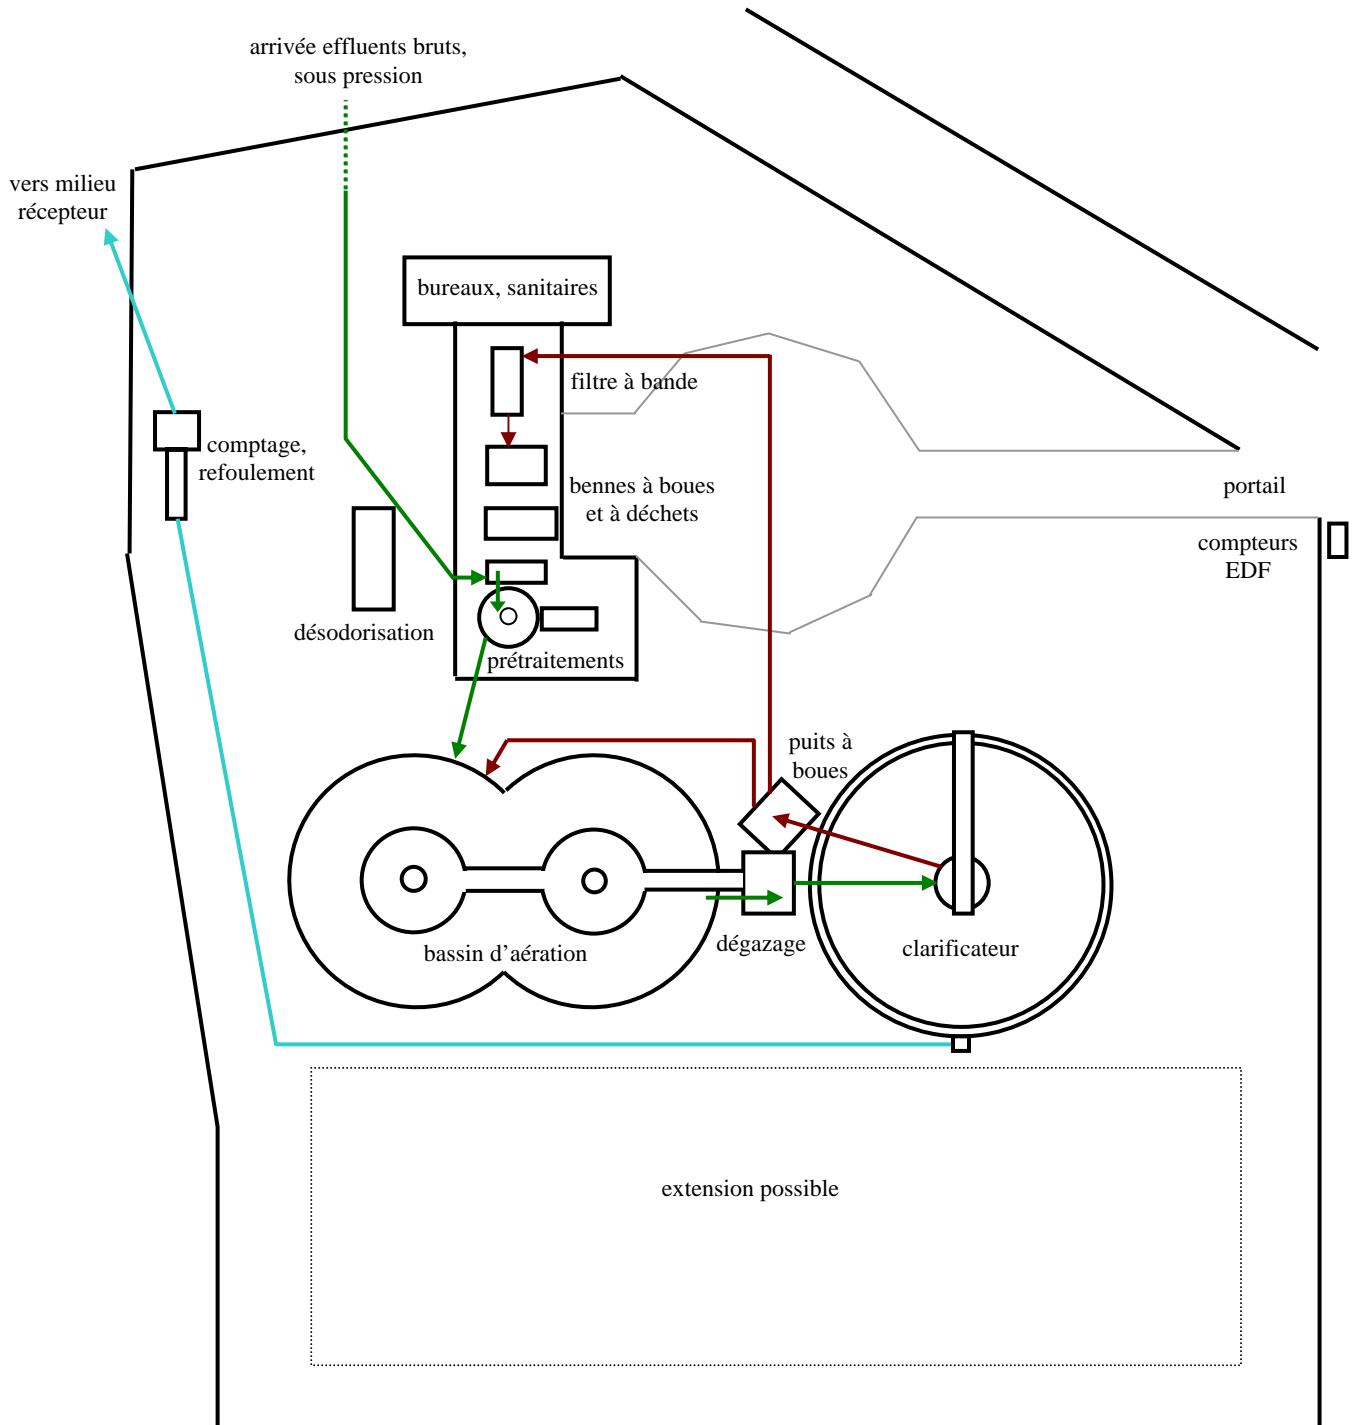 arrivée effluents bruts,
sous pression
vers milieu
récepteur
bureaux, sanitaires
filtre à bande
comptage,
refoulement
bennes à boues
et à déchets
portail
compteurs
EDF
désodorisation
prétraitements
puits à
boues
bassin d'aération
dégazage
clarificateur
extension possible